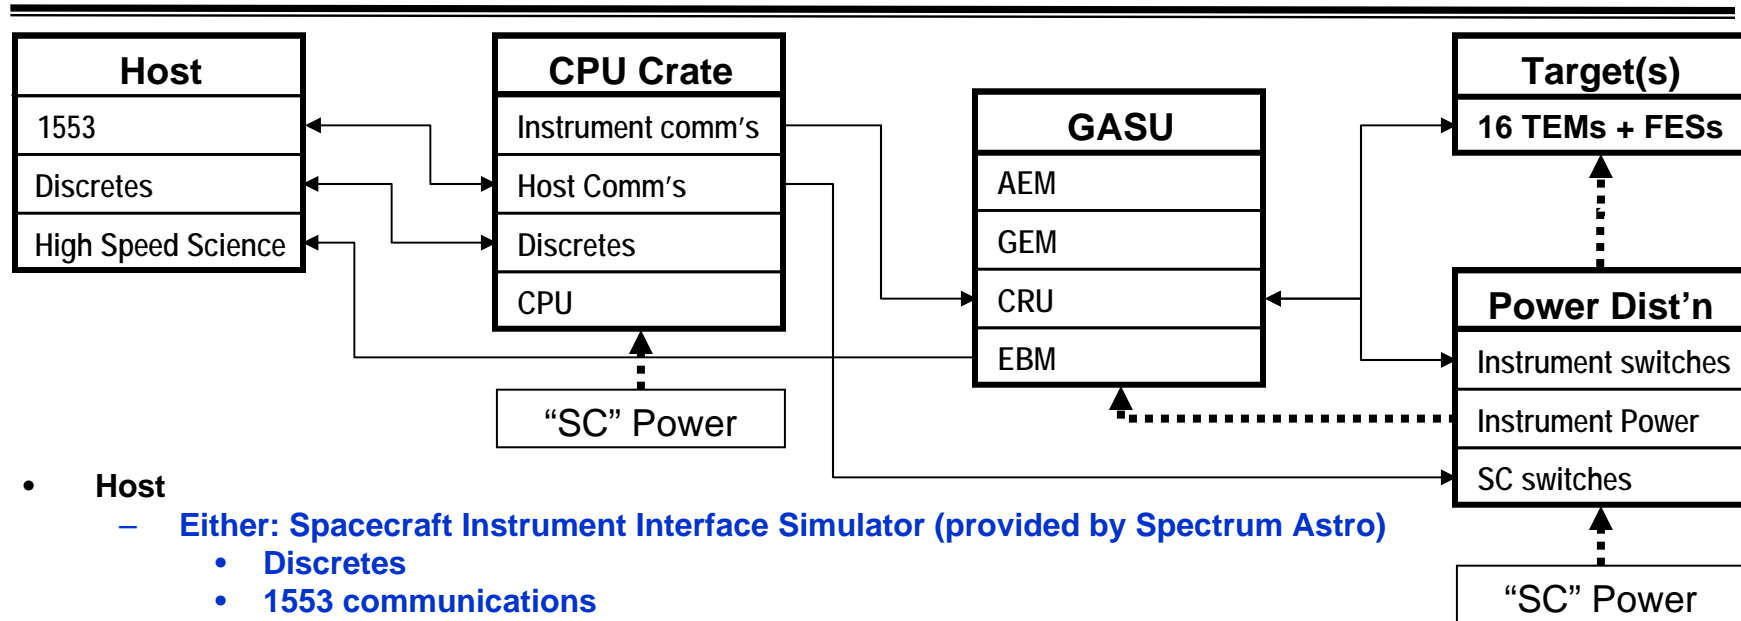 Host
1553
Discretes
High Speed Science
CPU Crate
Instrument comm's
Host Comm's
Discretes
CPU
“SC” Power
GASU
AEM
GEM
CRU
EBM
Target(s)
16 TEMs + FESs
Power Dist’n
Instrument switches
Instrument Power
SC switches
“SC” Power
• Host
– Either: Spacecraft Instrument Interface Simulator (provided by Spectrum Astro)
• Discretes
• 1553 communications